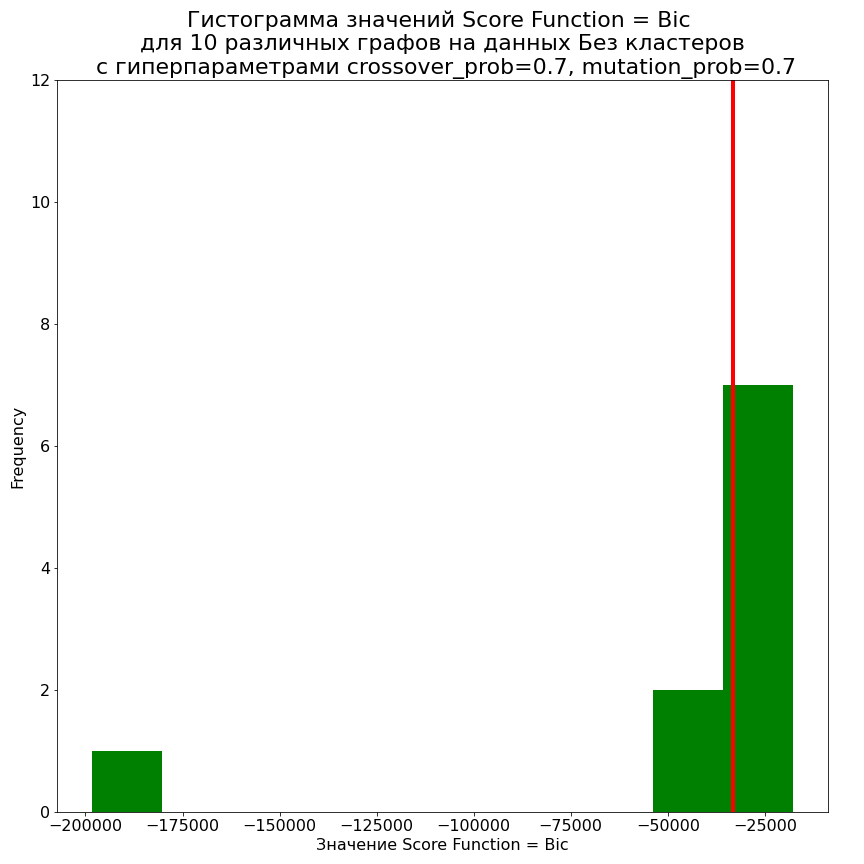 Гистограмма значений Score Function = Bic
для 10 различных графов на данных Без кластеров
с гиперпараметрами crossover_prob=0.7, mutation_prob=0.7
12
10
8
6
4
2
0
Frequency
−200000 −175000 −150000 −125000 −100000 −75000 −50000 −25000
Значение Score Function = Bic